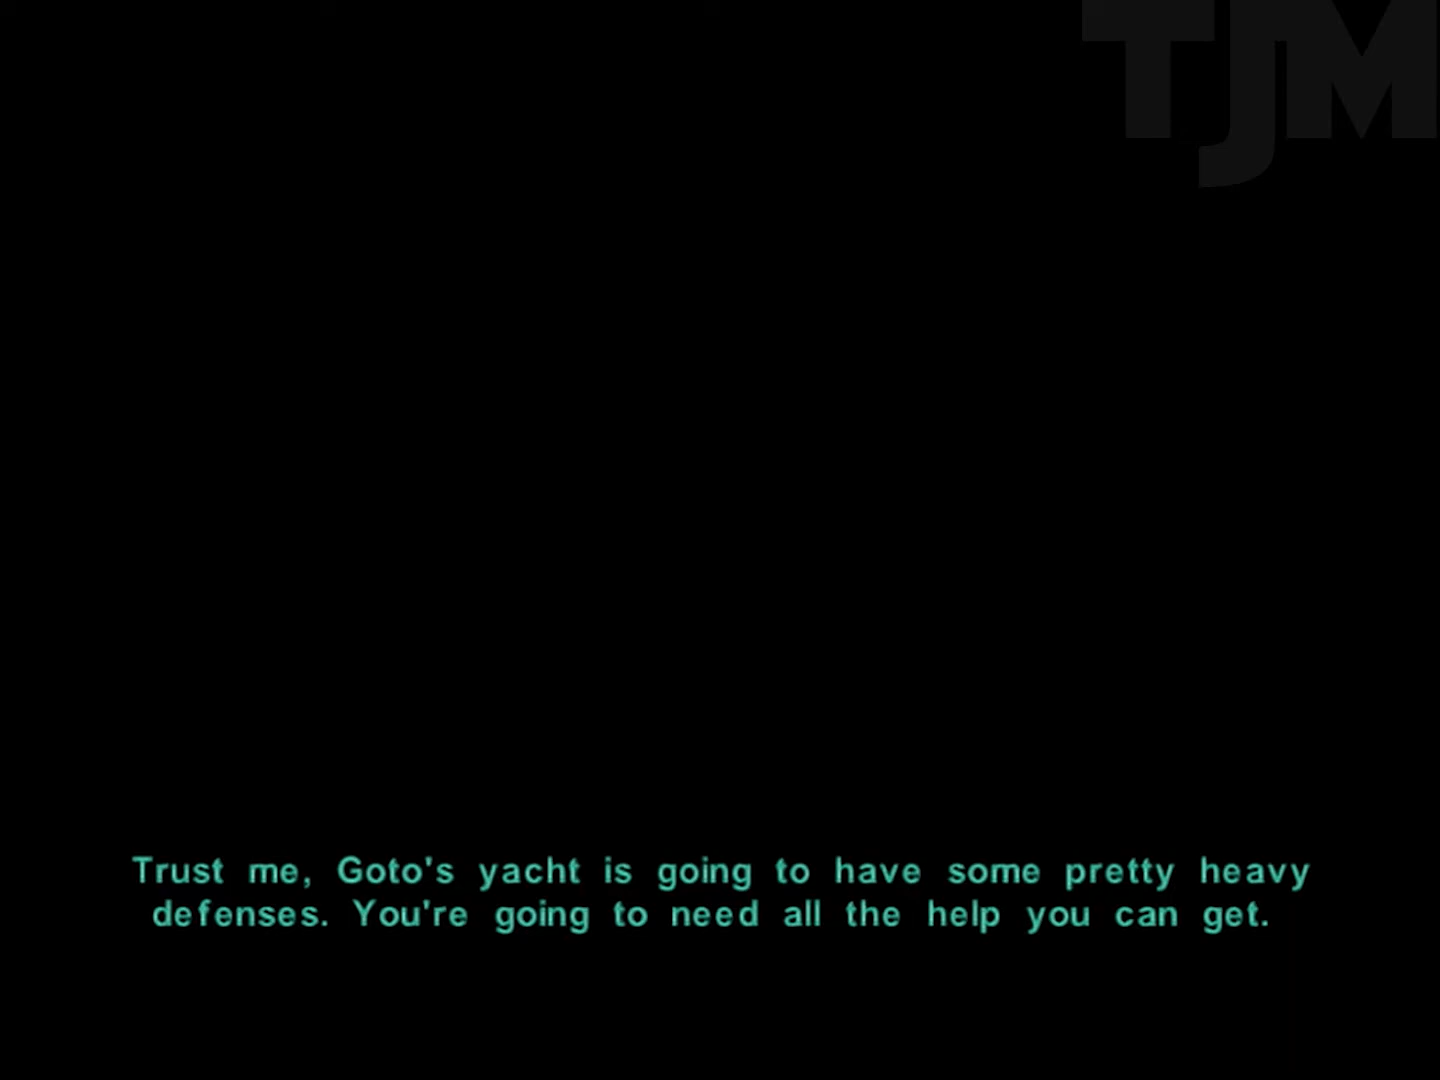 TJM
Trust me, Goto's yacht is going to have some pretty heavy
defenses. You're going to need all the help you can get.